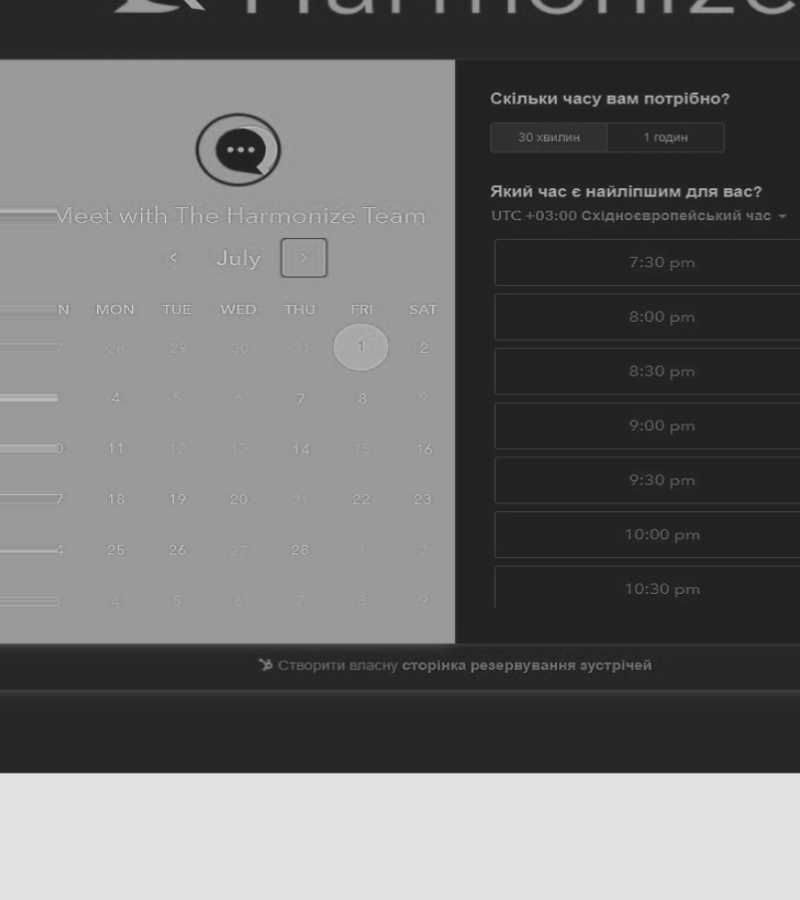 Harmonize
Meet with The Harmonize Team
< July >
N MON TUE WED THU FRI SAT
7 28 29 30 31 1 2
4 5 6 7 8 9
0 11 12 13 14 15 16
7 18 19 20 21 22 23
4 25 26 27 28 1 2
4 5 6 7 8 9
Скільки часу вам потрібно?
30 хвилин 1 годин
Який час є найліпшим для вас?
UTC +03:00 Східноєвропейський час
7:30 pm
8:00 pm
8:30 pm
9:00 pm
9:30 pm
10:00 pm
10:30 pm
Створити власну сторінка резервування зустрічей